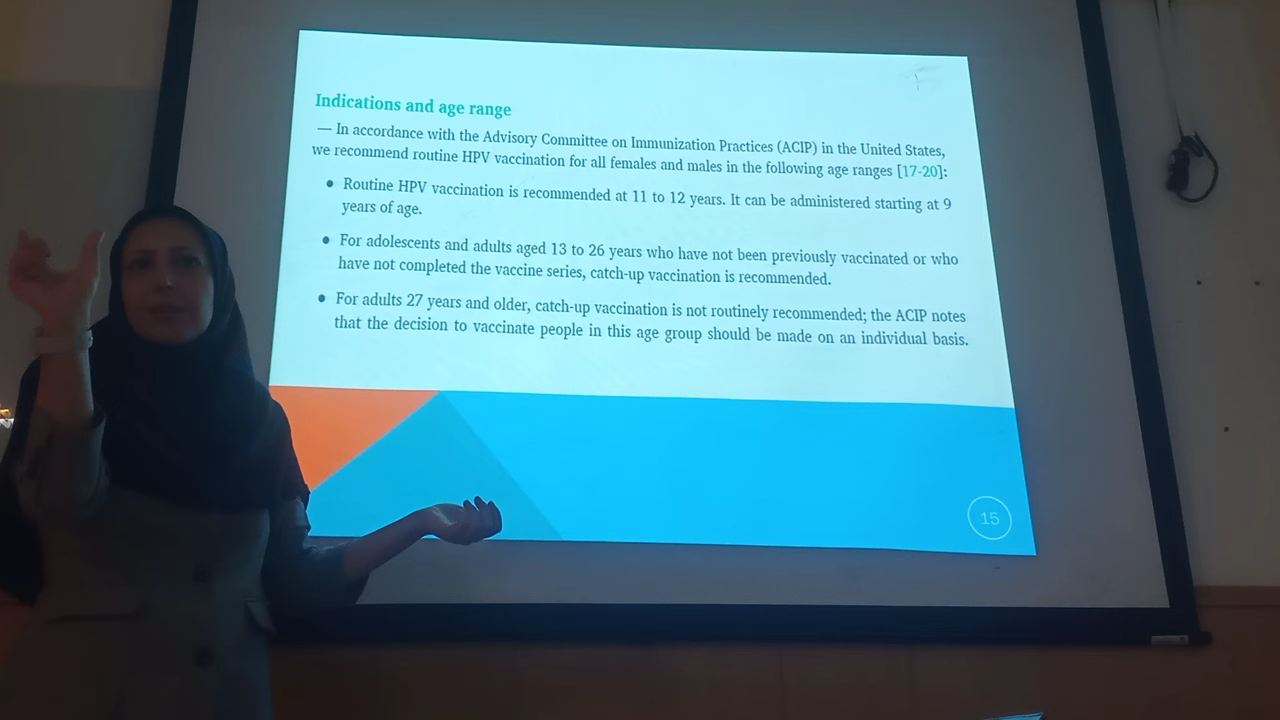 Indications and age range
— In accordance with the Advisory Committee on Immunization Practices (ACIP) in the United States,
we recommend routine HPV vaccination for all females and males in the following age ranges [17-20]:
• Routine HPV vaccination is recommended at 11 to 12 years. It can be administered starting at 9
years of age.
• For adolescents and adults aged 13 to 26 years who have not been previously vaccinated or who
have not completed the vaccine series, catch-up vaccination is recommended.
• For adults 27 years and older, catch-up vaccination is not routinely recommended; the ACIP notes
that the decision to vaccinate people in this age group should be made on an individual basis.
15